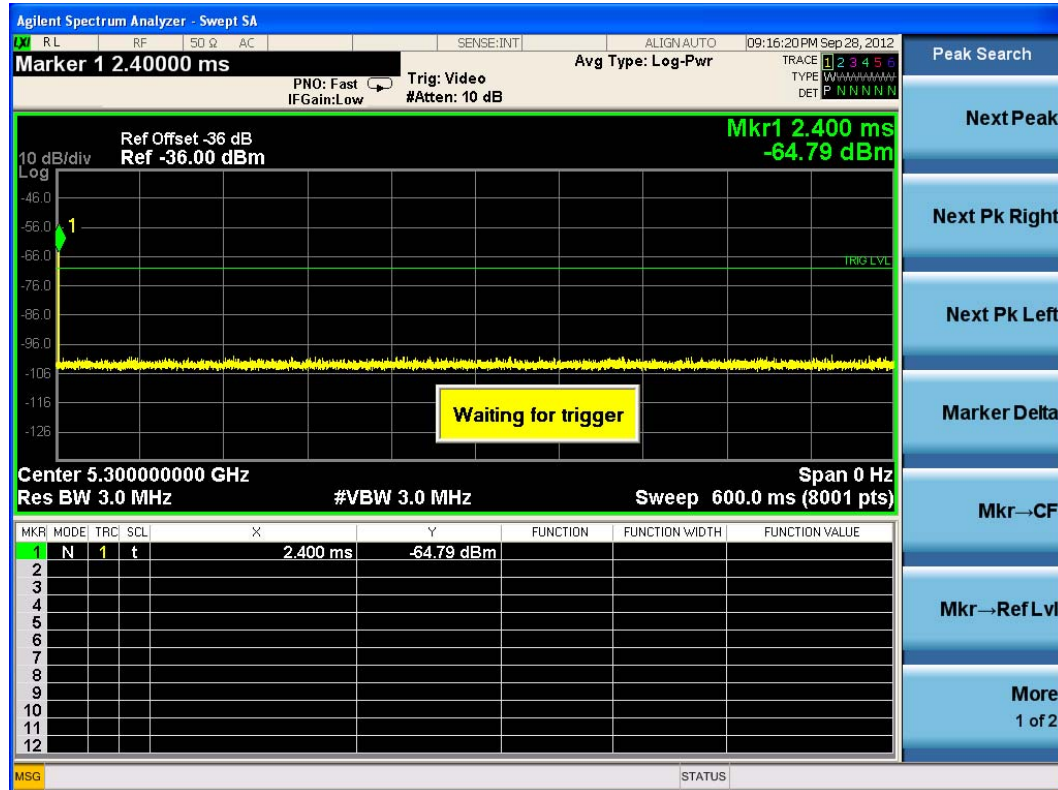 Agilent Spectrum Analyzer - Swept SA
LXI RL RF 50 Ω AC SENSE:INT ALIGNAUTO 09:16:20 PM Sep 28, 2012
Marker 1 2.40000 ms
PNO: Fast
IFGain:Low
Trig: Video
#Atten: 10 dB
Avg Type: Log-Pwr
TRACE 1 2 3 4 5 6
TYPE WWWWWW
DET P N N N N N
Ref Offset -36 dB
10 dB/div Ref -36.00 dBm
Log
Mkr1 2.400 ms
-64.79 dBm
-46.0
-56.0
-66.0
-76.0
-86.0
-96.0
-106
-116
-126
1
TRIG LVL
Waiting for trigger
Center 5.300000000 GHz Span 0 Hz
Res BW 3.0 MHz #VBW 3.0 MHz Sweep 600.0 ms (8001 pts)
MKR MODE TRC SCL X Y FUNCTION FUNCTION WIDTH FUNCTION VALUE
1 N 1 t 2.400 ms -64.79 dBm
2
3
4
5
6
7
8
9
10
11
12
MSG STATUS
Peak Search
Next Peak
Next Pk Right
Next Pk Left
Marker Delta
Mkr→CF
Mkr→Ref Lvl
More
1 of 2